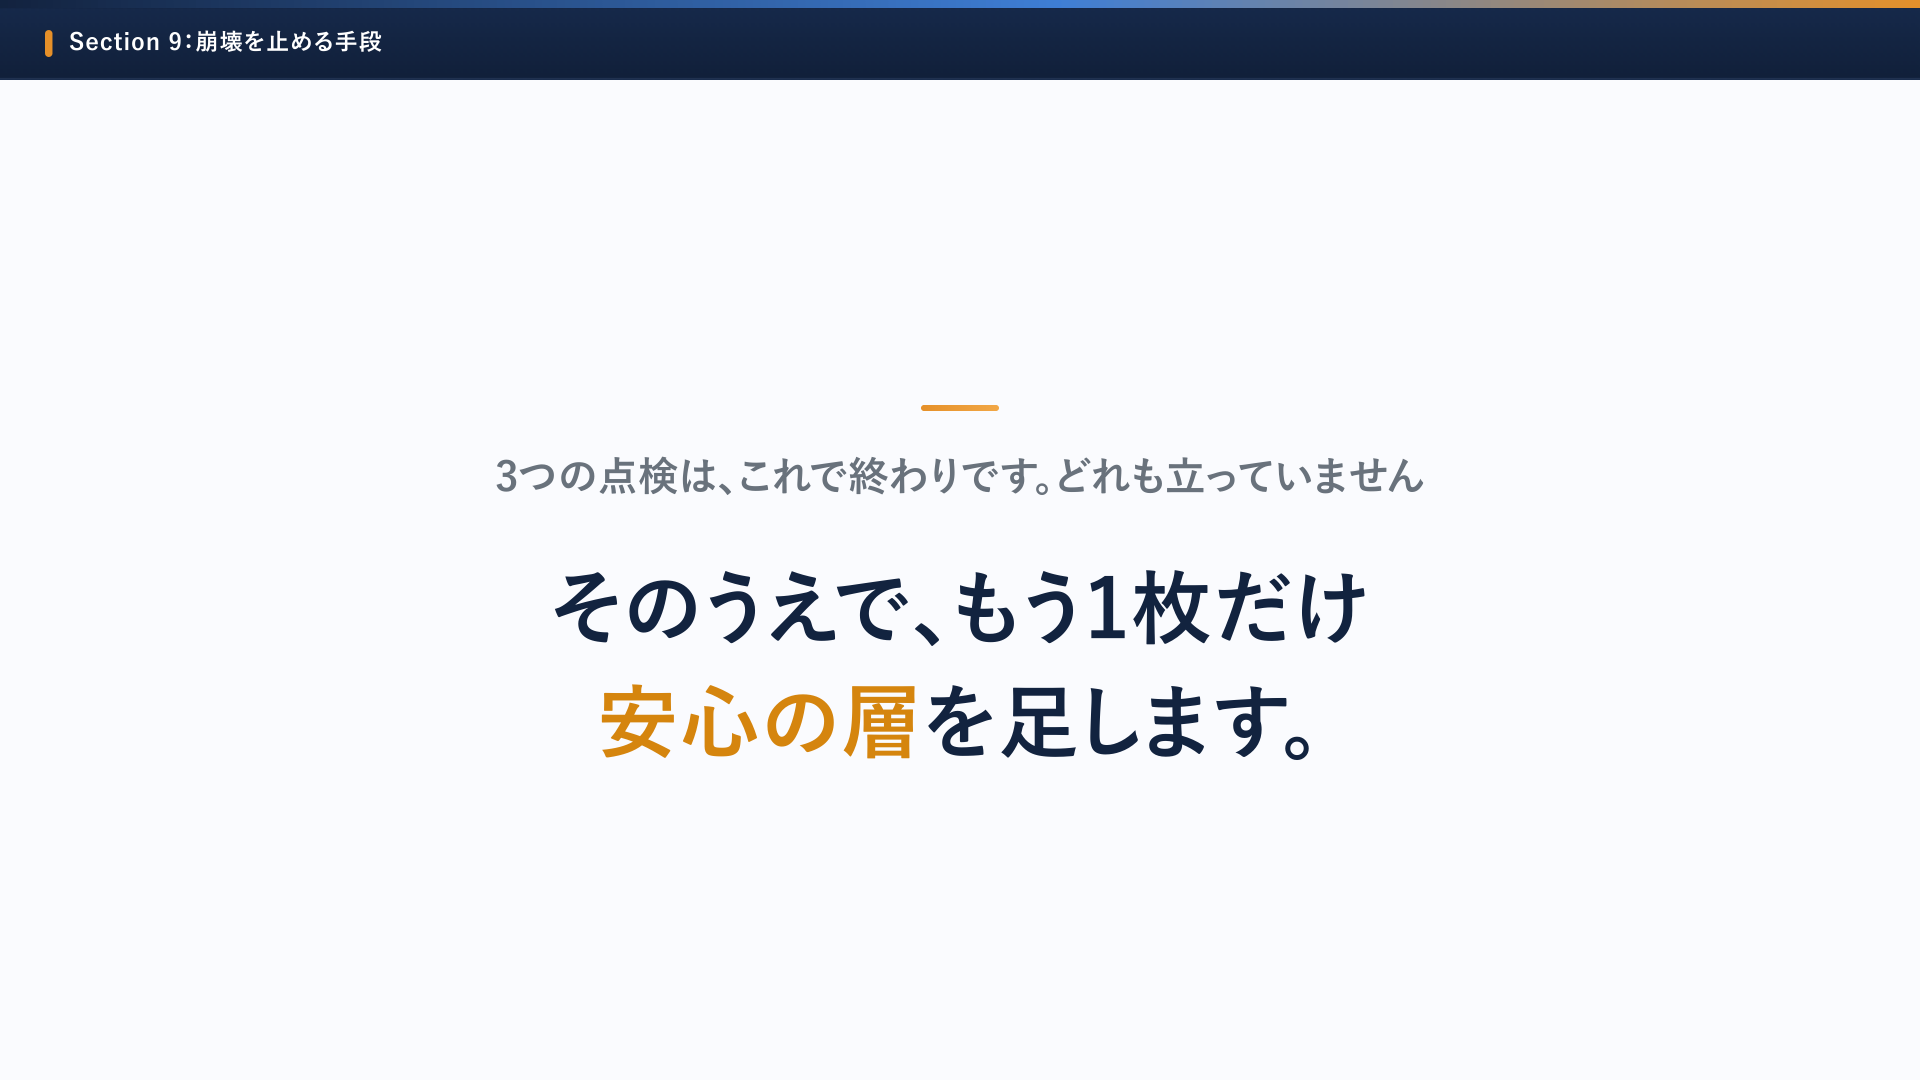 Section 9：崩壊を止める手段
3つの点検は、これで終わりです。どれも立っていません
そのうえで、もう1枚だけ
安心の層を足します。